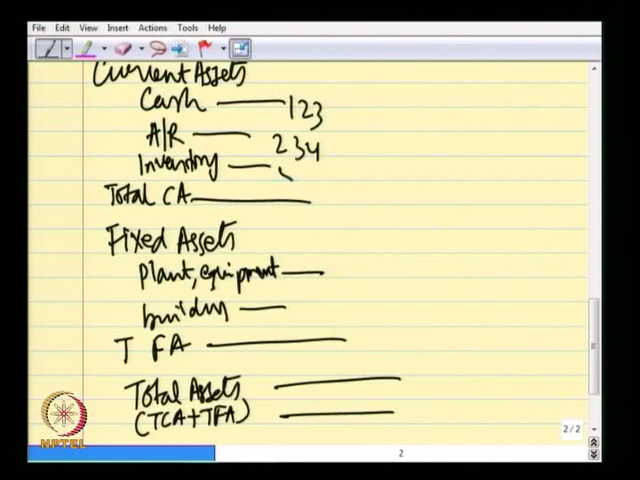 File Edit View Insert Actions Tools Help
Current Assets
Cash 123
A/R 234
Inventory
Total CA
Fixed Assets
Plant, equipment
building
T FA
Total Assets
(TCA+TFA)
NPTEL
2/2
2